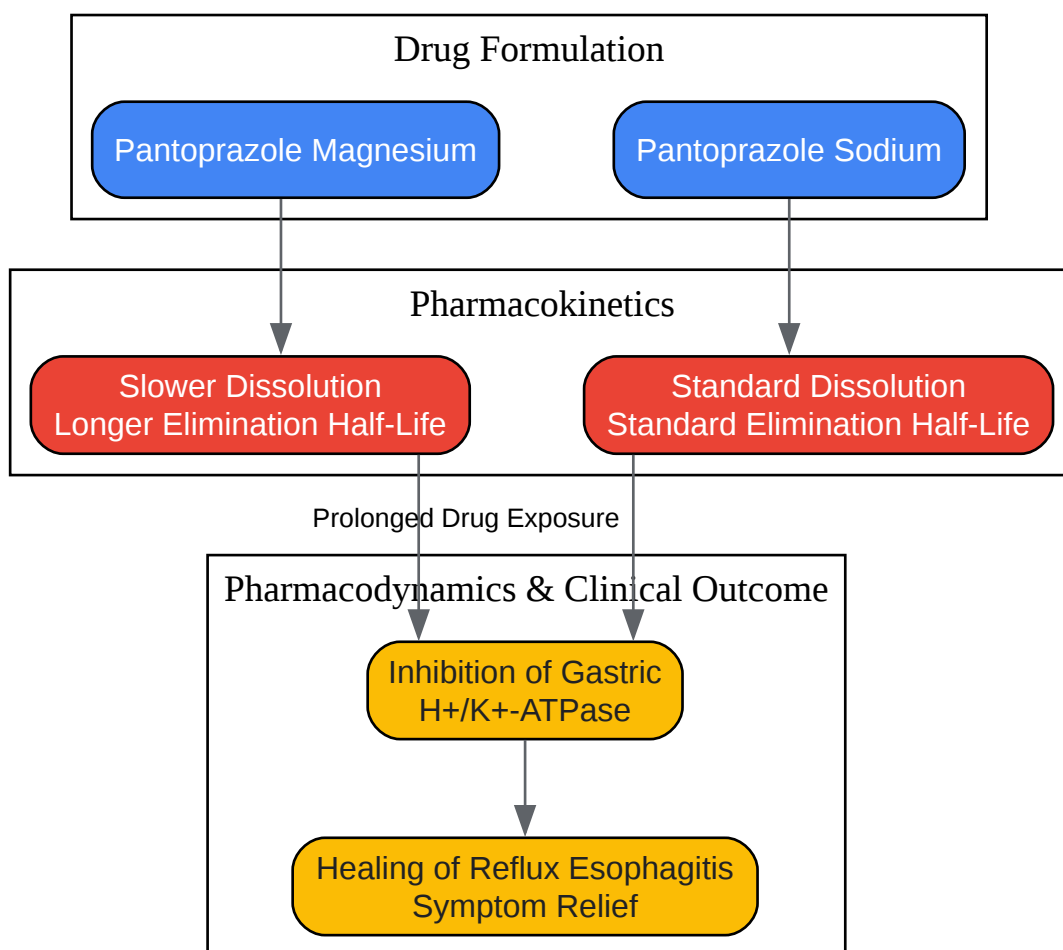 Drug Formulation
Pantoprazole Magnesium
Pantoprazole Sodium
Pharmacokinetics
Slower Dissolution
Longer Elimination Half-Life
Standard Dissolution
Standard Elimination Half-Life
Prolonged Drug Exposure
Pharmacodynamics & Clinical Outcome
Inhibition of Gastric
H+/K+-ATPase
Healing of Reflux Esophagitis
Symptom Relief